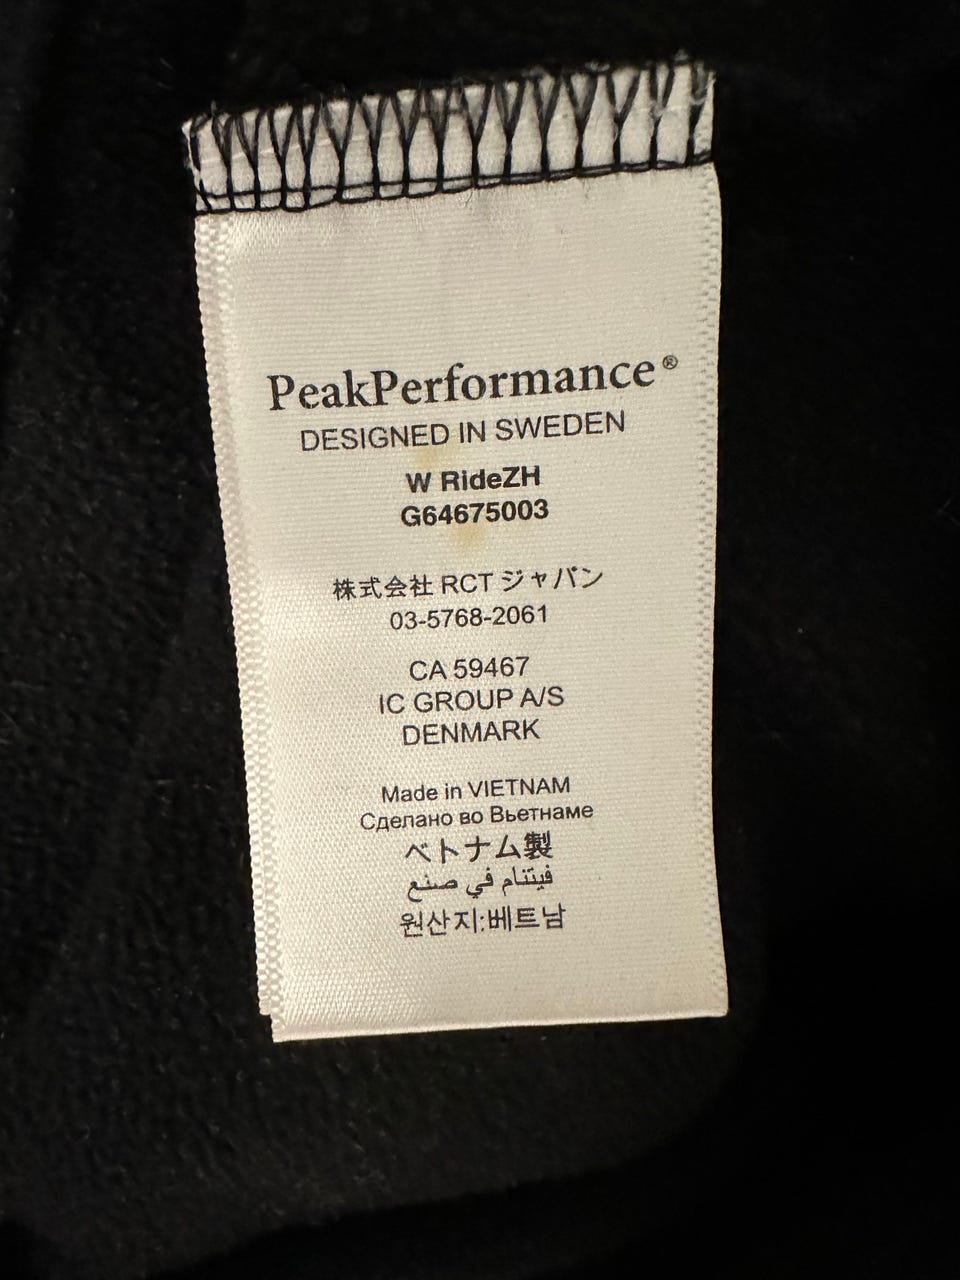 PeakPerformance®
DESIGNED IN SWEDEN
W RideZH
G64675003
株式会社 RCT ジャパン
03-5768-2061
CA 59467
IC GROUP A/S
DENMARK
Made in VIETNAM
Сделано во Вьетнаме
ベトナム製
فيتنام في صنع
원산지:베트남